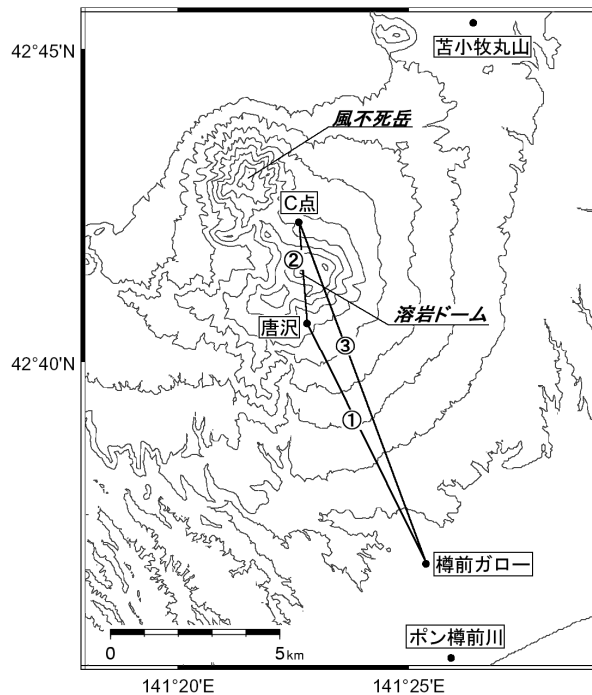 42°45'N
苫小牧丸山
風不死岳
C点
②
溶岩ドーム
唐沢
③
42°40'N
①
樽前ガロー
ポン樽前川
0
5km
141°20'E
141°25'E